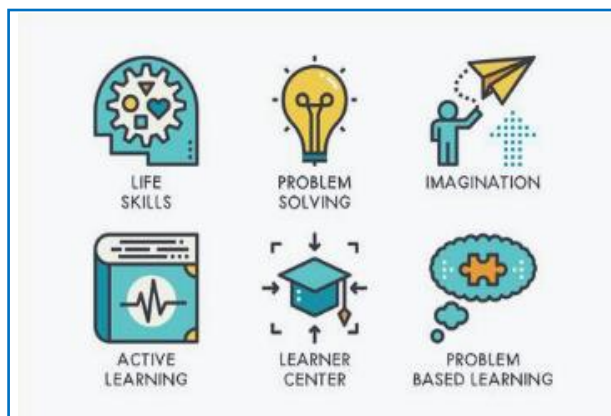 LIFE
SKILLS
PROBLEM
SOLVING
IMAGINATION
ACTIVE
LEARNING
LEARNER
CENTER
PROBLEM
BASED LEARNING